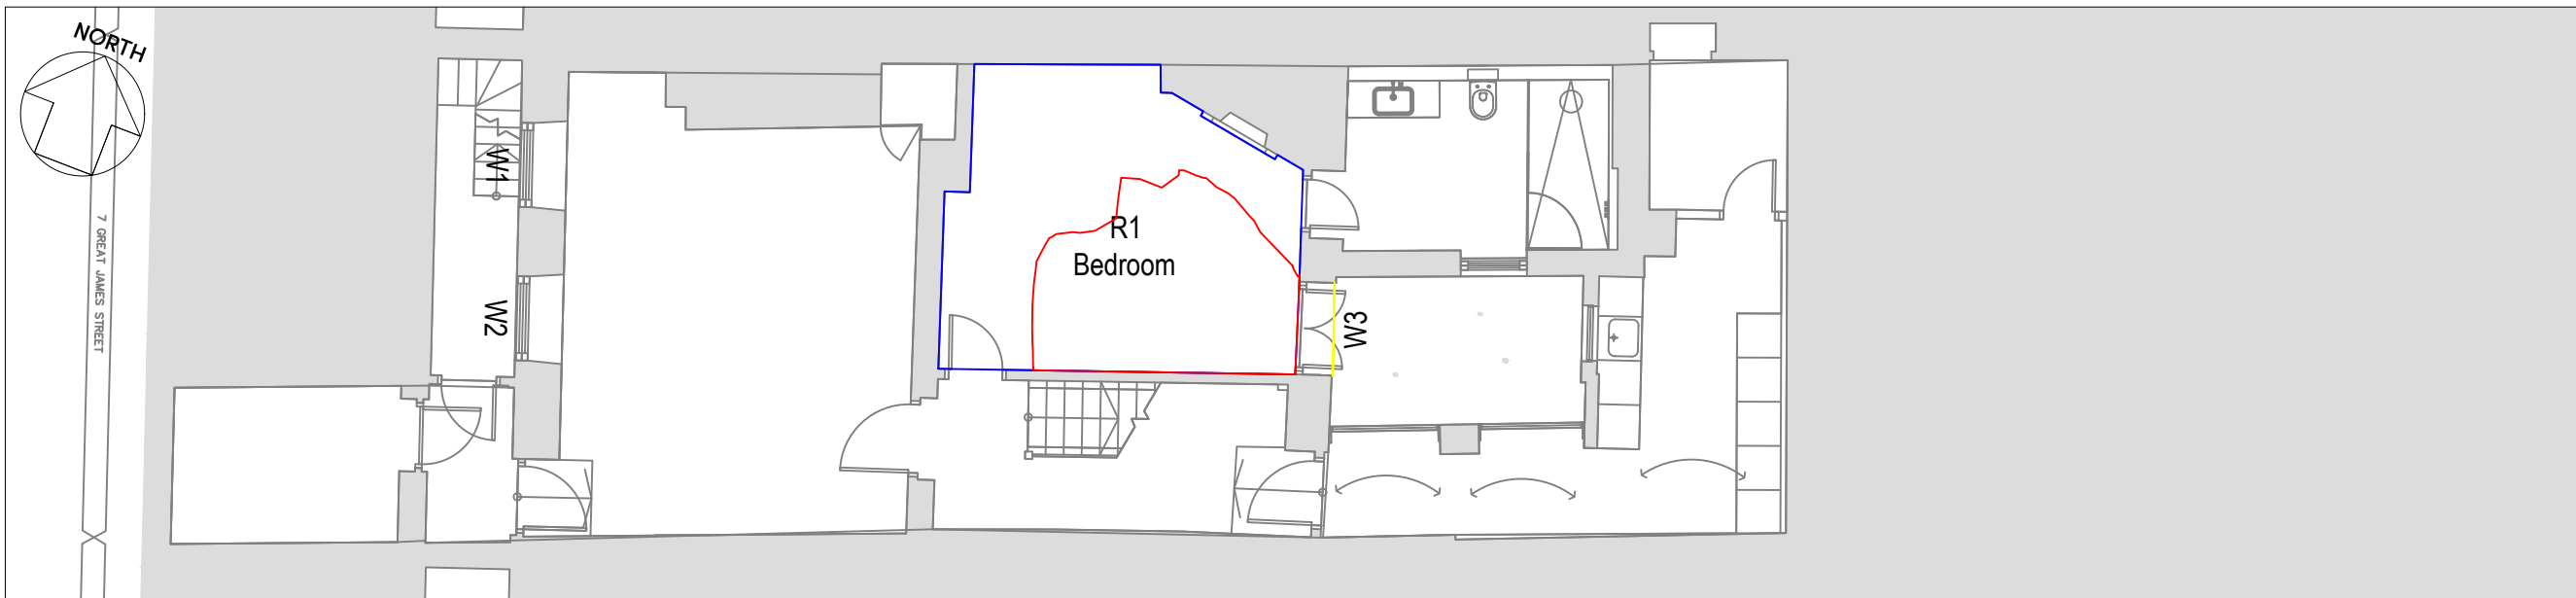 NORTH
7 GREAT JAMES STREET
W1
W2
R1
Bedroom
W3